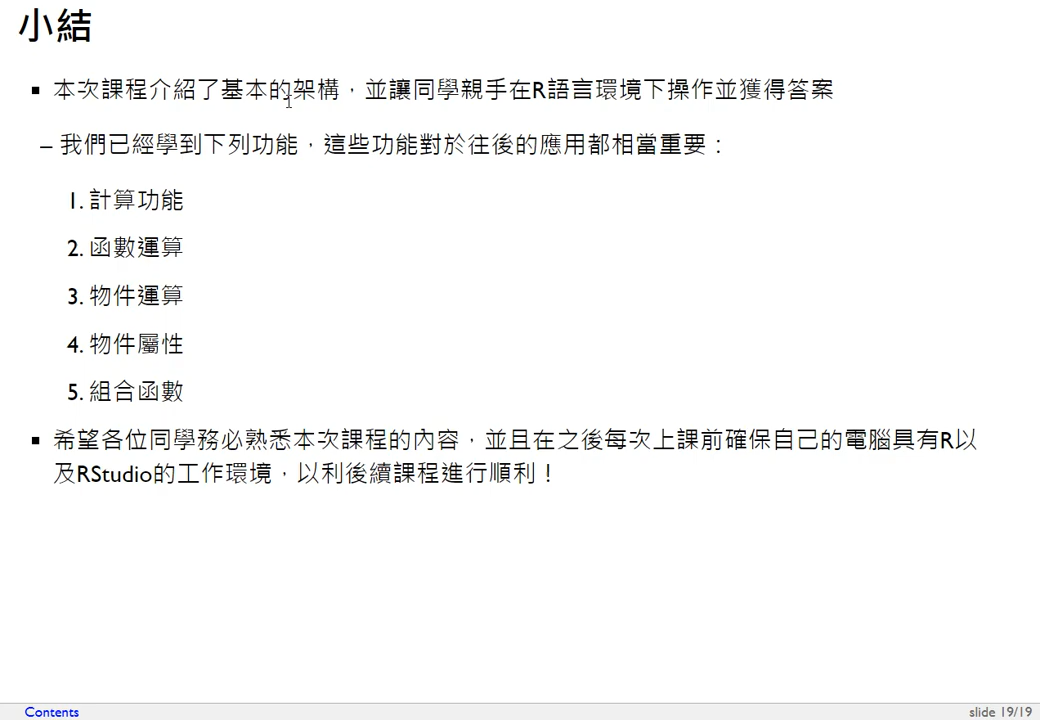 小結
▪ 本次課程介紹了基本的架構，並讓同學親手在R語言環境下操作並獲得答案
– 我們已經學到下列功能，這些功能對於往後的應用都相當重要：
1. 計算功能
2. 函數運算
3. 物件運算
4. 物件屬性
5. 組合函數
▪ 希望各位同學務必熟悉本次課程的內容，並且在之後每次上課前確保自己的電腦具有R以
及RStudio的工作環境，以利後續課程進行順利！
Contents
slide 19/19